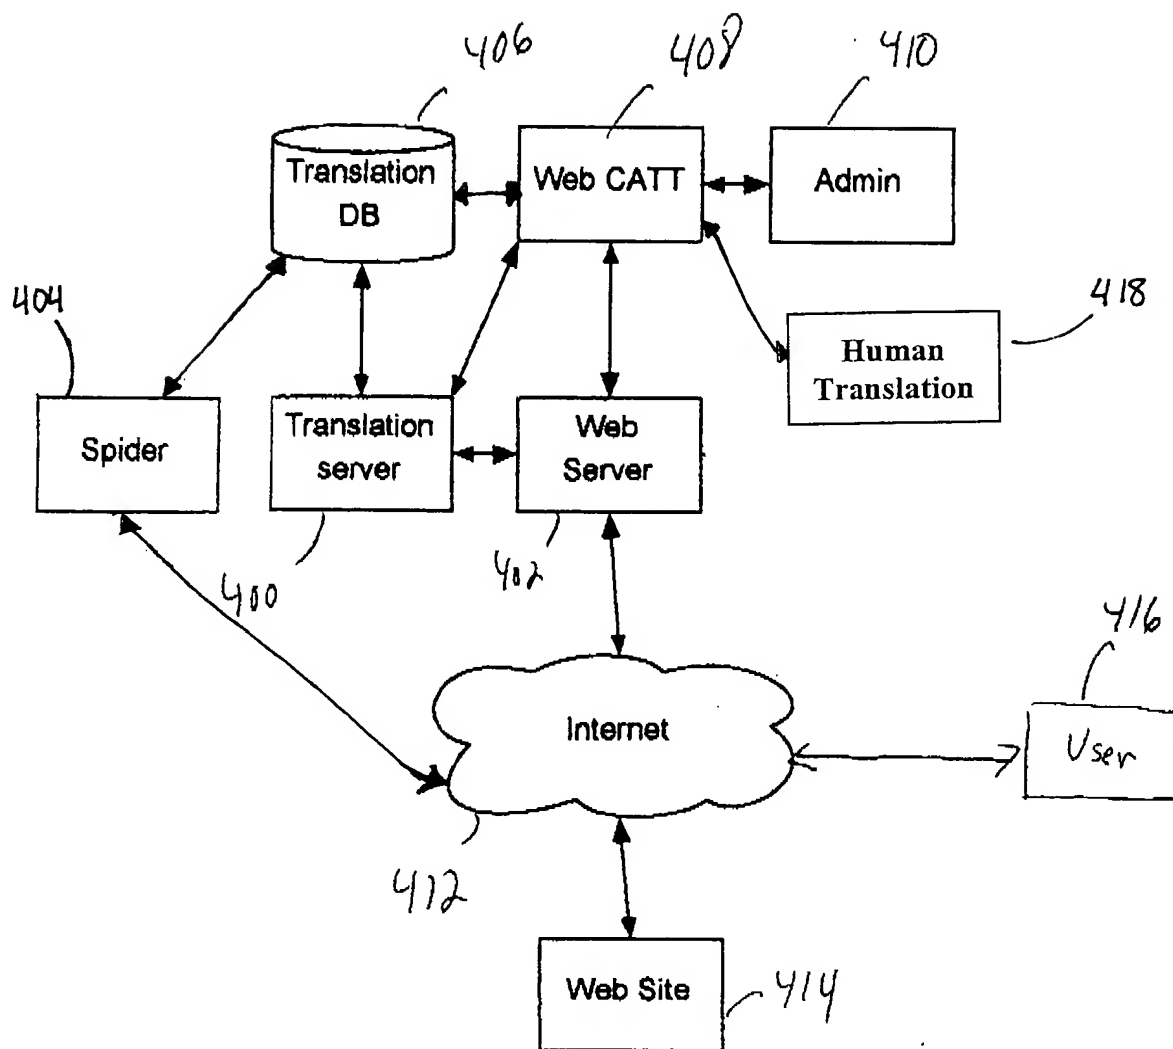 406
408
410
Translation
DB
Web CATT
Admin
404
418
Human
Translation
Spider
Translation
server
Web
Server
400
402
416
Internet
User
412
Web Site
414